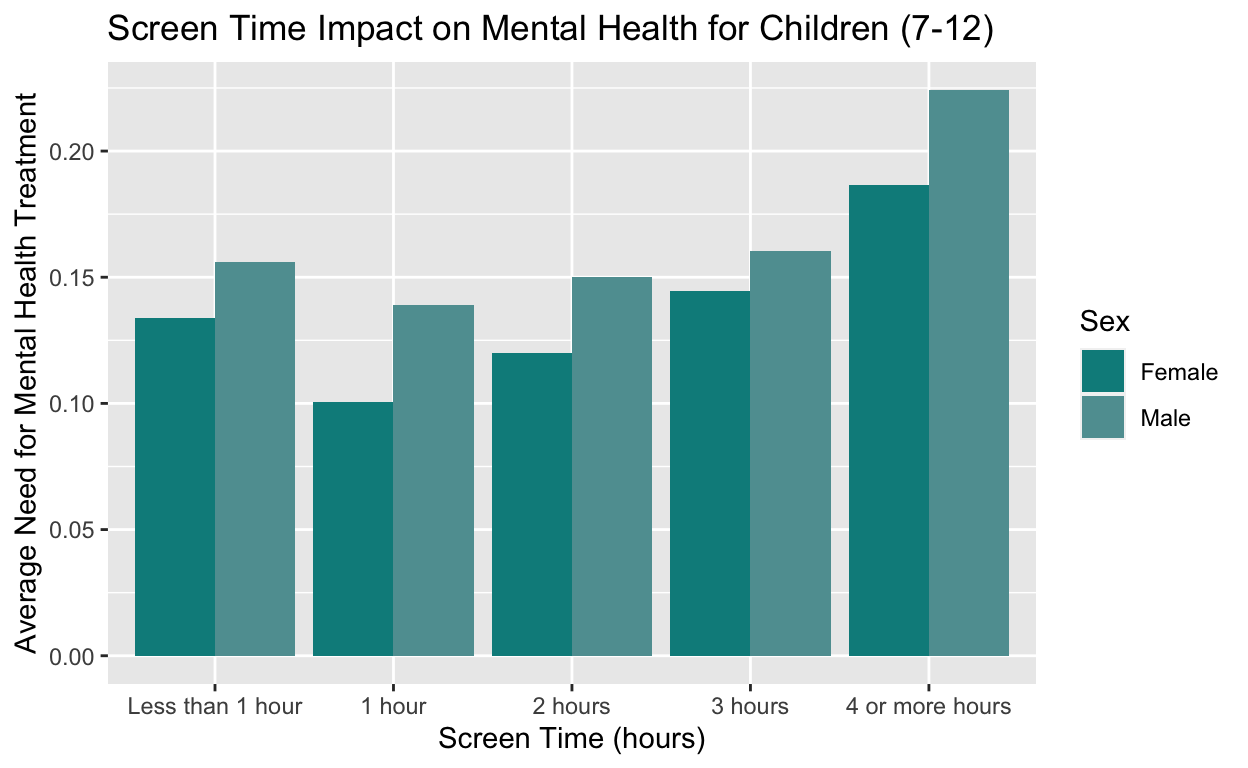 Screen Time Impact on Mental Health for Children (7-12)
Average Need for Mental Health Treatment
0.20
0.15
0.10
0.05
0.00
Less than 1 hour
1 hour
2 hours
3 hours
4 or more hours
Screen Time (hours)
Sex
Female
Male